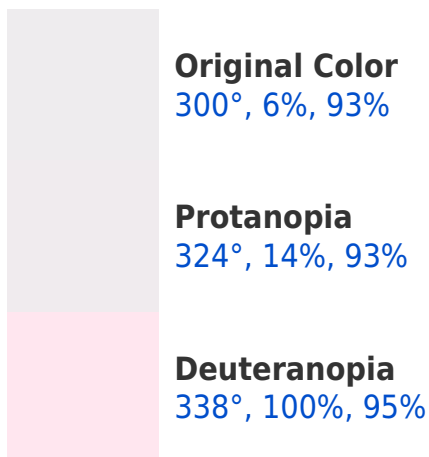 Original Color
300°, 6%, 93%
Protanopia
324°, 14%, 93%
Deuteranopia
338°, 100%, 95%